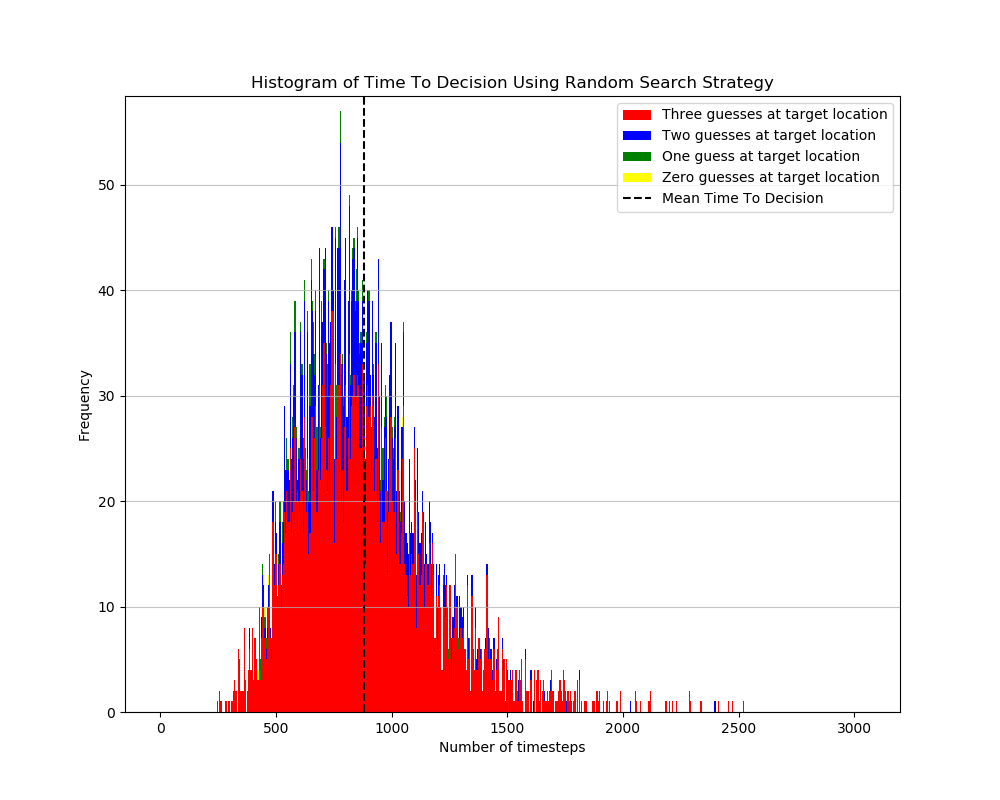 Histogram of Time To Decision Using Random Search Strategy
Three guesses at target location
Two guesses at target location
One guess at target location
Zero guesses at target location
Mean Time To Decision
Frequency
50
40
30
20
10
0
0 500 1000 1500 2000 2500 3000
Number of timesteps